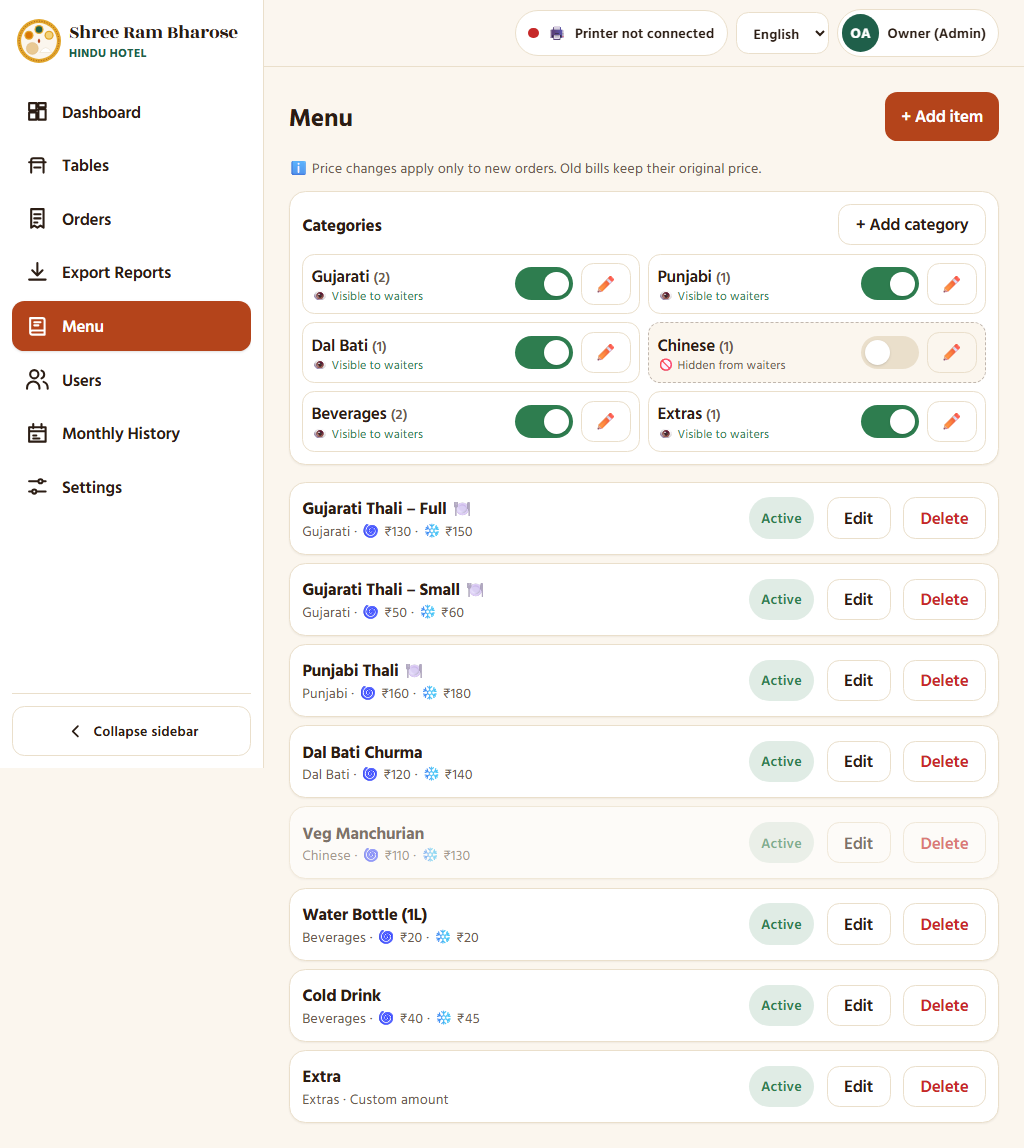 Shree Ram Bharose
HINDU HOTEL
Printer not connected
English
OA
Owner (Admin)
Dashboard
Tables
Orders
Export Reports
Menu
Users
Monthly History
Settings
Collapse sidebar
Menu
+ Add item
Price changes apply only to new orders. Old bills keep their original price.
Categories
+ Add category
Gujarati (2)
Visible to waiters
Punjabi (1)
Visible to waiters
Dal Bati (1)
Visible to waiters
Chinese (1)
Hidden from waiters
Beverages (2)
Visible to waiters
Extras (1)
Visible to waiters
Gujarati Thali – Full
Gujarati · ₹130 · ₹150
Active
Edit
Delete
Gujarati Thali – Small
Gujarati · ₹50 · ₹60
Active
Edit
Delete
Punjabi Thali
Punjabi · ₹160 · ₹180
Active
Edit
Delete
Dal Bati Churma
Dal Bati · ₹120 · ₹140
Active
Edit
Delete
Veg Manchurian
Chinese · ₹110 · ₹130
Active
Edit
Delete
Water Bottle (1L)
Beverages · ₹20 · ₹20
Active
Edit
Delete
Cold Drink
Beverages · ₹40 · ₹45
Active
Edit
Delete
Extra
Extras · Custom amount
Active
Edit
Delete